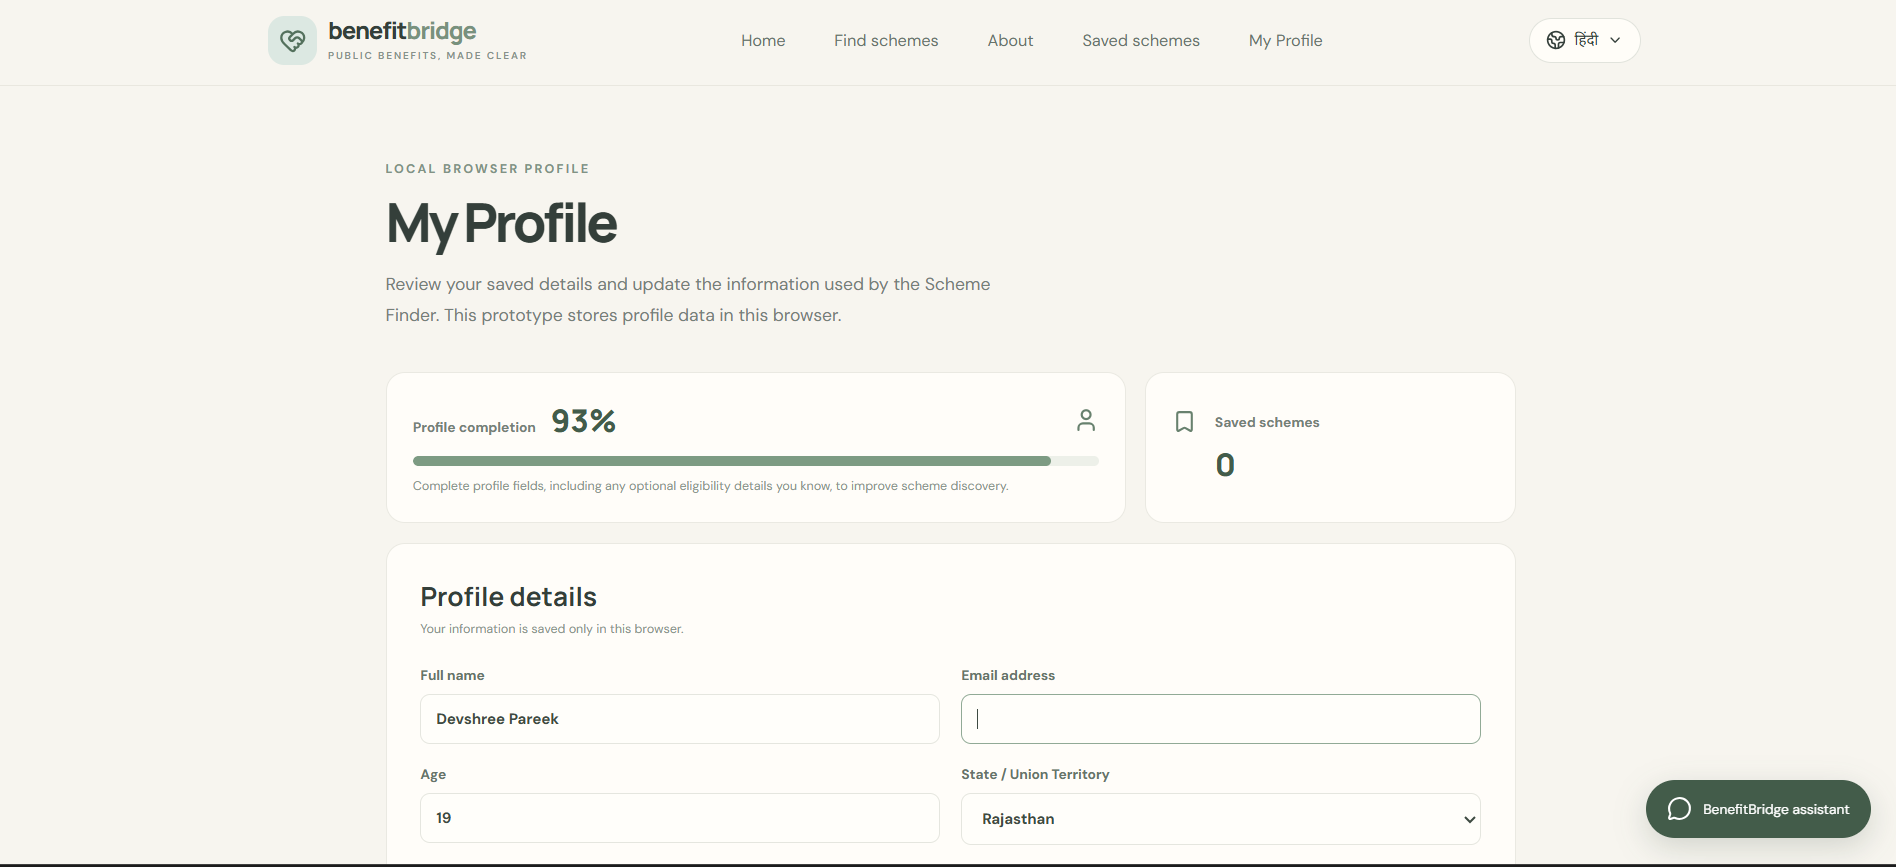 benefitbridge
PUBLIC BENEFITS, MADE CLEAR
Home
Find schemes
About
Saved schemes
My Profile
हिंदी
LOCAL BROWSER PROFILE
My Profile
Review your saved details and update the information used by the Scheme
Finder. This prototype stores profile data in this browser.
Profile completion 93%
Complete profile fields, including any optional eligibility details you know, to improve scheme discovery.
Saved schemes
0
Profile details
Your information is saved only in this browser.
Full name
Devshree Pareek
Email address
Age
19
State / Union Territory
Rajasthan
BenefitBridge assistant